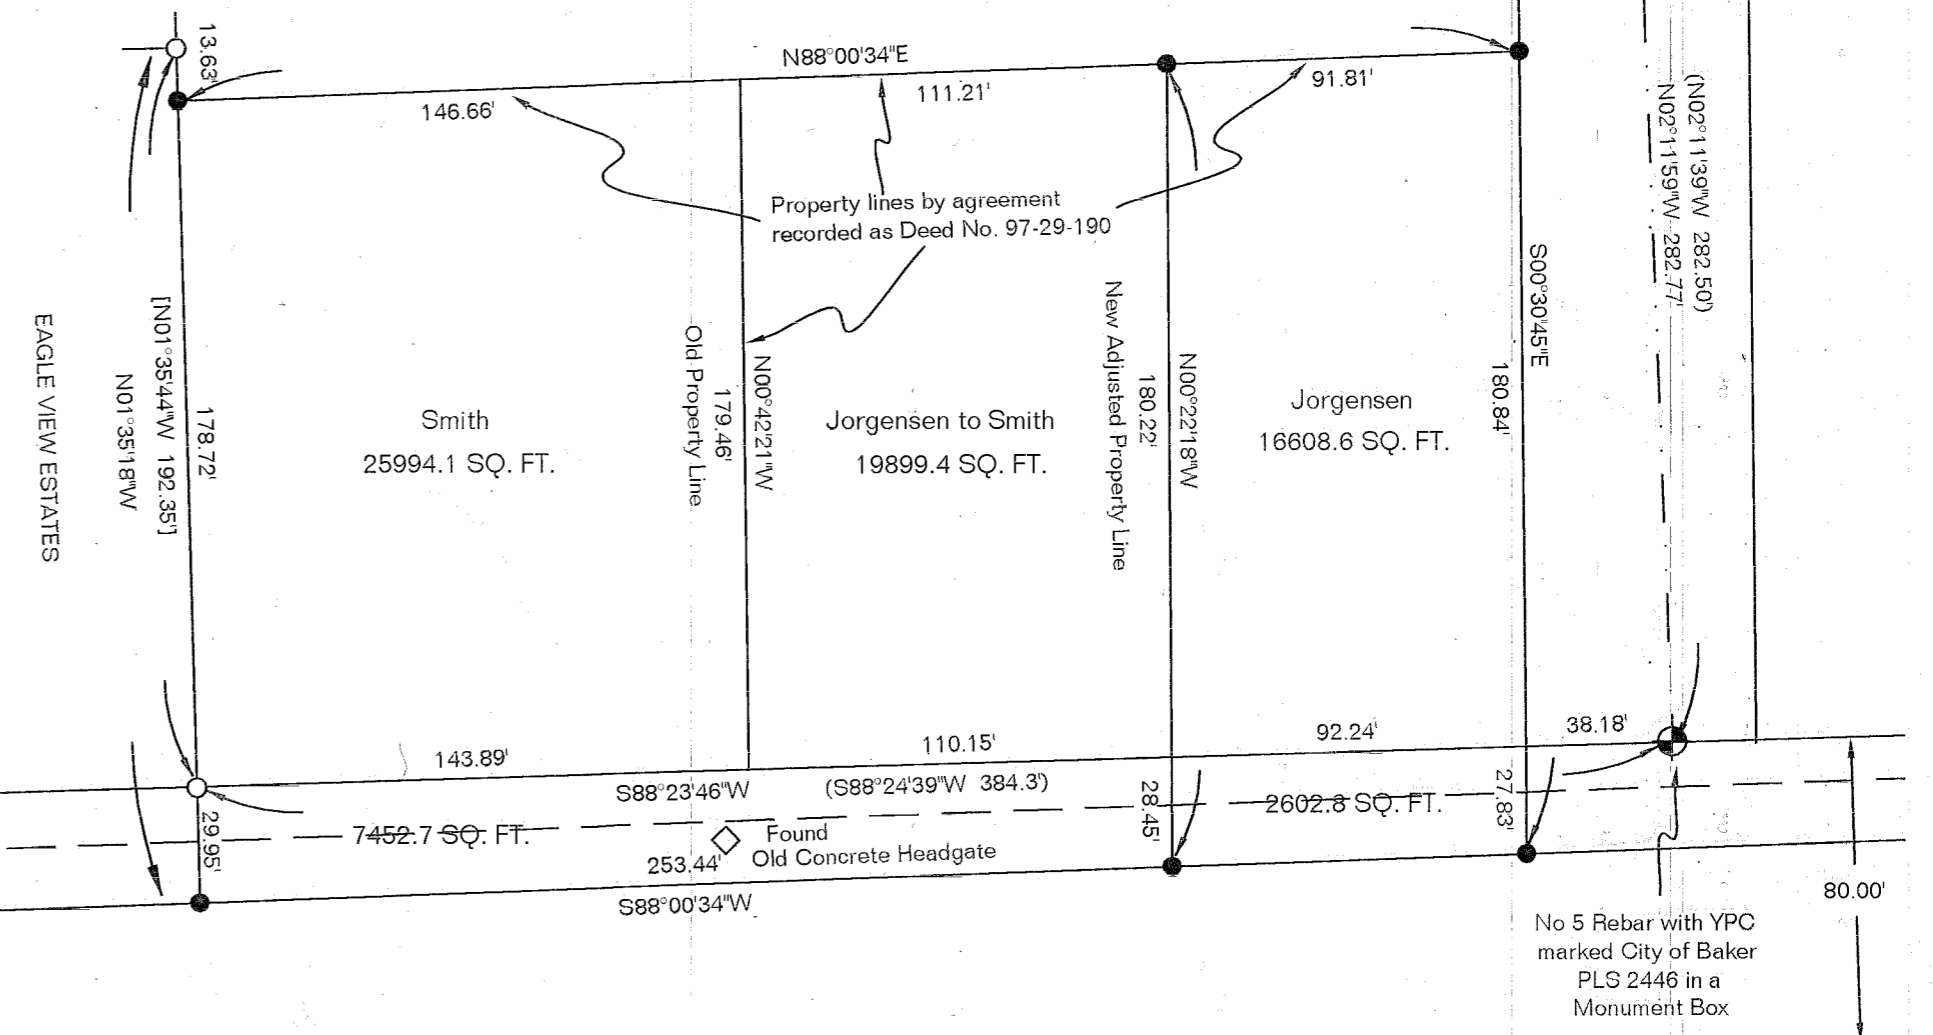 13.63'
N88°00'34"E
146.66'
111.21'
91.81'
(N02°11'39"W 282.50')
N02°11'59"W 282.77'
Property lines by agreement
recorded as Deed No. 97-29-190
S00°30'45"E
180.84'
EAGLE VIEW ESTATES
N01°35'18"W
[N01°35'44"W 192.35']
178.72'
Smith
25994.1 SQ. FT.
Old Property Line
179.46'
N00°42'21"W
Jorgensen to Smith
19899.4 SQ. FT.
New Adjusted Property Line
180.22'
N00°22'18"W
Jorgensen
16608.6 SQ. FT.
143.89'
110.15'
92.24'
38.18'
S88°23'46"W
(S88°24'39"W 384.3')
29.95'
7452.7 SQ. FT.
28.45'
2602.8 SQ. FT.
27.83'
Found
Old Concrete Headgate
253.44'
S88°00'34"W
80.00'
No 5 Rebar with YPC
marked City of Baker
PLS 2446 in a
Monument Box